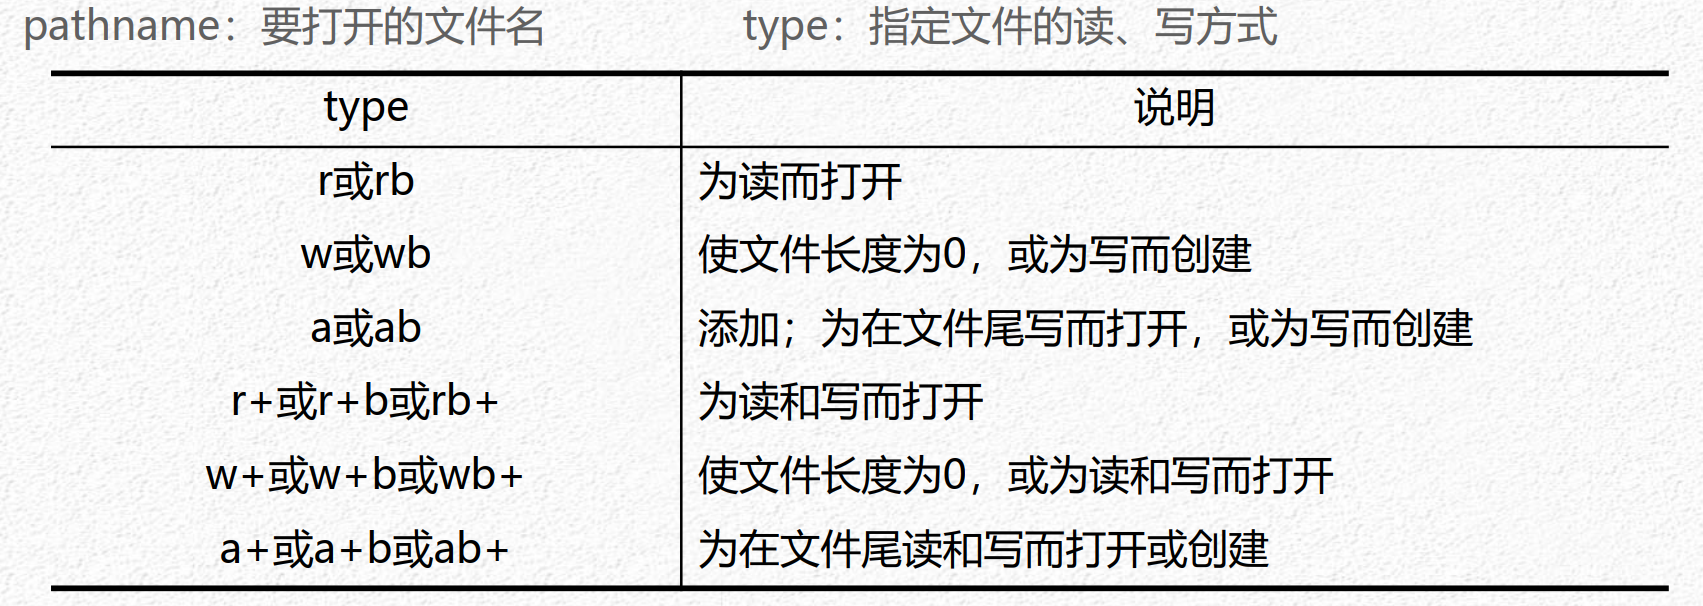 pathname：要打开的文件名 type：指定文件的读、写方式
type 说明
r或rb 为读而打开
w或wb 使文件长度为0，或为写而创建
a或ab 添加；为在文件尾写而打开，或为写而创建
r+或r+b或rb+ 为读和写而打开
w+或w+b或wb+ 使文件长度为0，或为读和写而打开
a+或a+b或ab+ 为在文件尾读和写而打开或创建